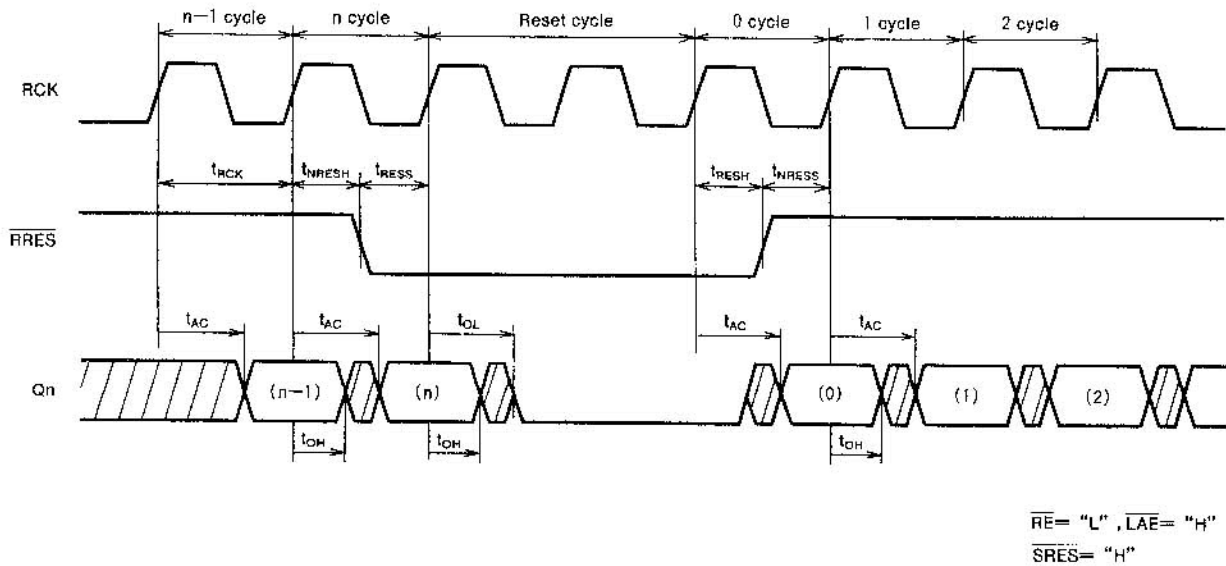 n−1 cycle n cycle Reset cycle 0 cycle 1 cycle 2 cycle
RCK
tRCK tNRESH tRESS tRESH tNRESS
RRES
tAC tAC tOL tAC tAC
Qn (n−1) (n) (0) (1) (2)
tOH tOH tOH
RE= “L” , LAE= “H”
SRES= “H”